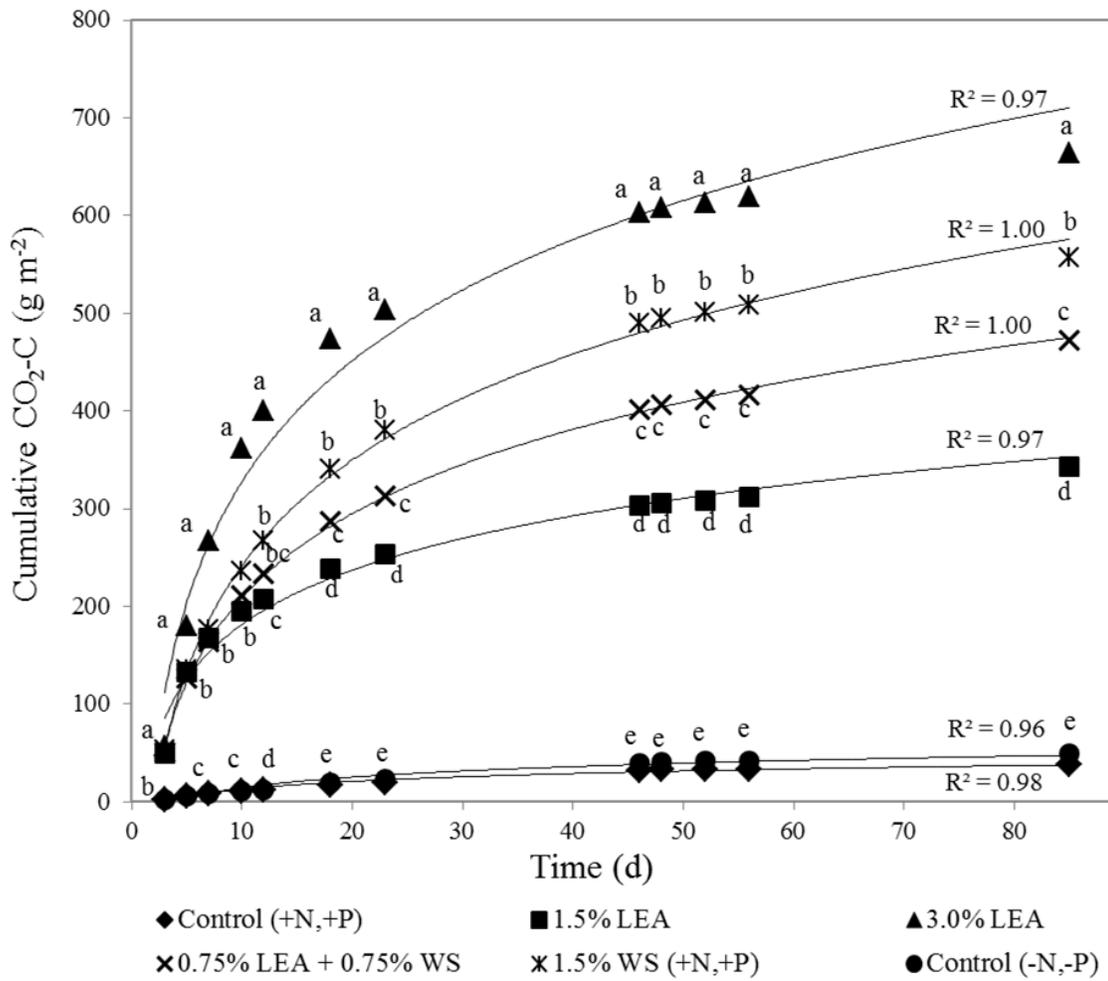 800
700
600
500
400
300
200
100
0
Cumulative CO₂-C (g m⁻²)
R² = 0.97
a
a a a a
R² = 1.00 b
a a
b b b b
R² = 1.00 c
a
a
b
b
c c c c
R² = 0.97
d
a
b
bc
c
c
d d d d
d
d
a
b
b
b
c
a
b
c c d e e
e e e e
R² = 0.96 e
R² = 0.98
0 10 20 30 40 50 60 70 80
Time (d)
Control (+N,+P) 1.5% LEA 3.0% LEA
0.75% LEA + 0.75% WS 1.5% WS (+N,+P) Control (-N,-P)